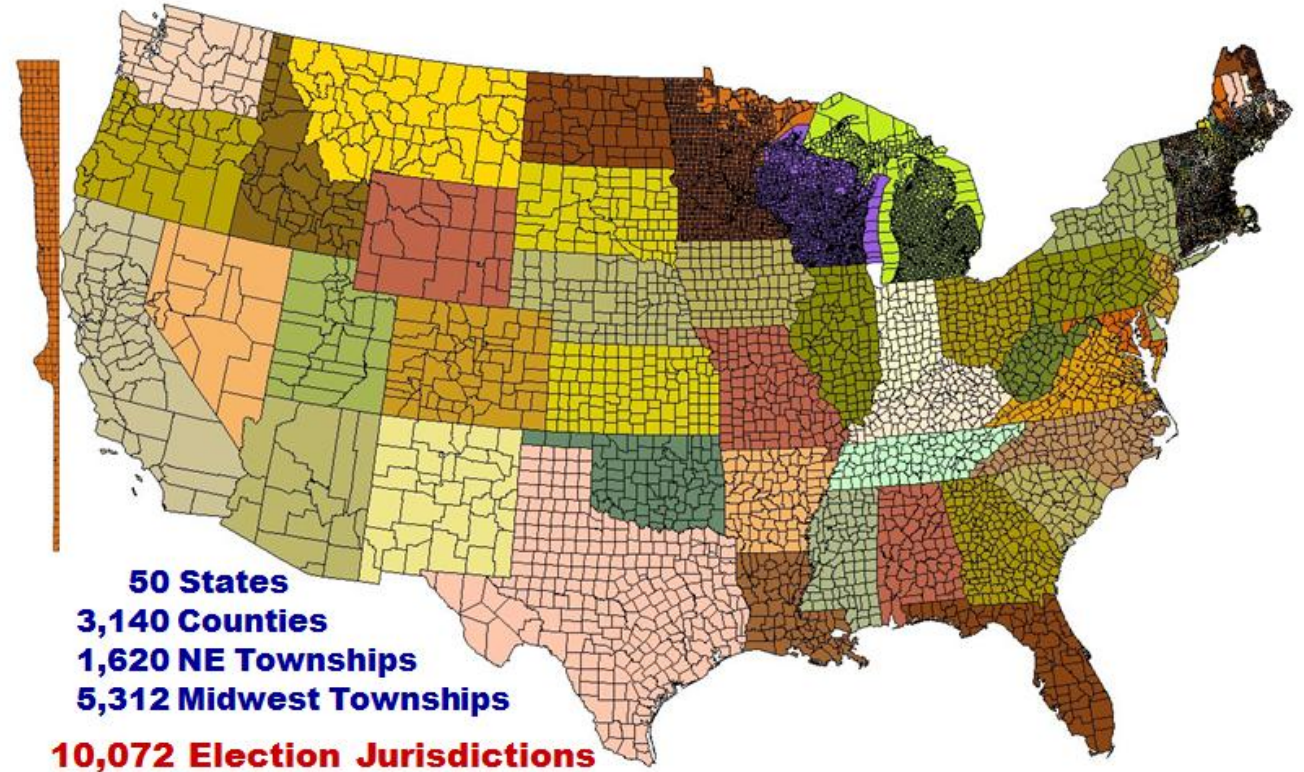 50 States
3,140 Counties
1,620 NE Townships
5,312 Midwest Townships
10,072 Election Jurisdictions